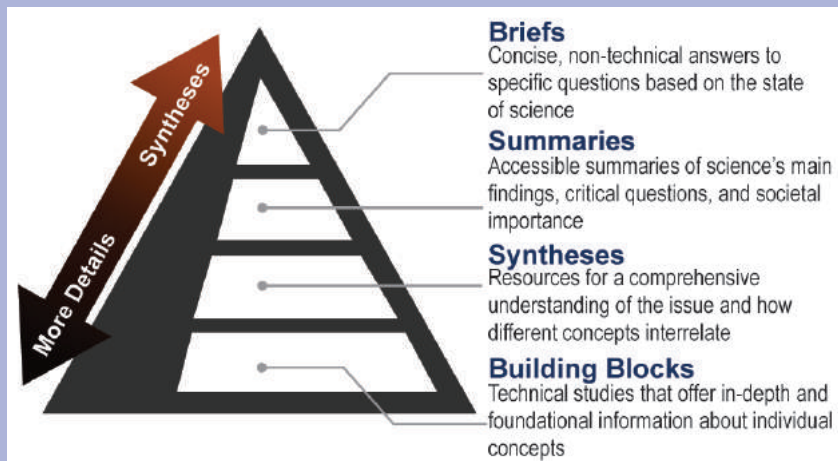 Syntheses
More Details
Briefs
Concise, non-technical answers to
specific questions based on the state
of science
Summaries
Accessible summaries of science's main
findings, critical questions, and societal
importance
Syntheses
Resources for a comprehensive
understanding of the issue and how
different concepts interrelate
Building Blocks
Technical studies that offer in-depth and
foundational information about individual
concepts